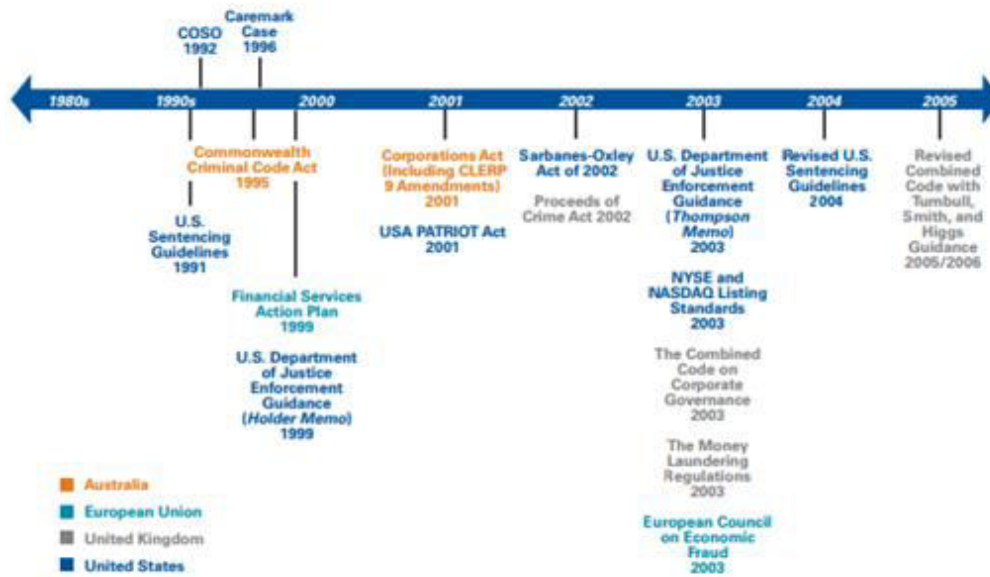 COSO
1992
Caremark
Case
1996
1980s
1990s
2000
2001
2002
2003
2004
2005
Commonwealth
Criminal Code Act
1995
U.S.
Sentencing
Guidelines
1991
Financial Services
Action Plan
1999
U.S. Department
of Justice
Enforcement
Guidance
(Holder Memo)
1999
Corporations Act
(Including CLERP
9 Amendments)
2001
USA PATRIOT Act
2001
Sarbanes-Oxley
Act of 2002
Proceeds of
Crime Act 2002
U.S. Department
of Justice
Enforcement
Guidance
(Thompson
Memo)
2003
NYSE and
NASDAQ Listing
Standards
2003
The Combined
Code on
Corporate
Governance
2003
The Money
Laundering
Regulations
2003
European Council
on Economic
Fraud
2003
Revised U.S.
Sentencing
Guidelines
2004
Revised
Combined
Code with
Turnbull,
Smith, and
Higgs
Guidance
2005/2006
Australia
European Union
United Kingdom
United States